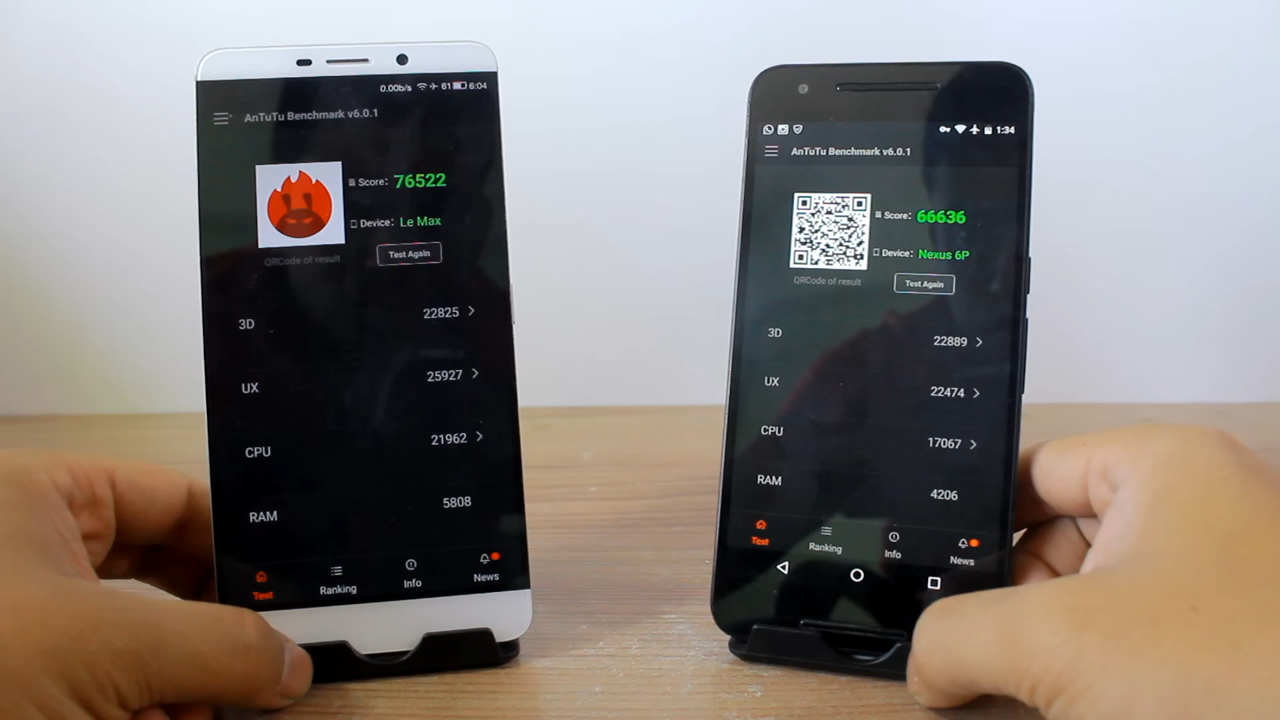 0.00b/s 61 6:04
AnTuTu Benchmark v6.0.1
Score: 76522
Device: Le Max
Test Again
QRCode of result
3D 22825
UX 25927
CPU 21962
RAM 5808
Test Ranking Info News
1:34
AnTuTu Benchmark v6.0.1
Score: 66636
Device: Nexus 6P
Test Again
QRCode of result
3D 22889
UX 22474
CPU 17067
RAM 4206
Test Ranking Info News